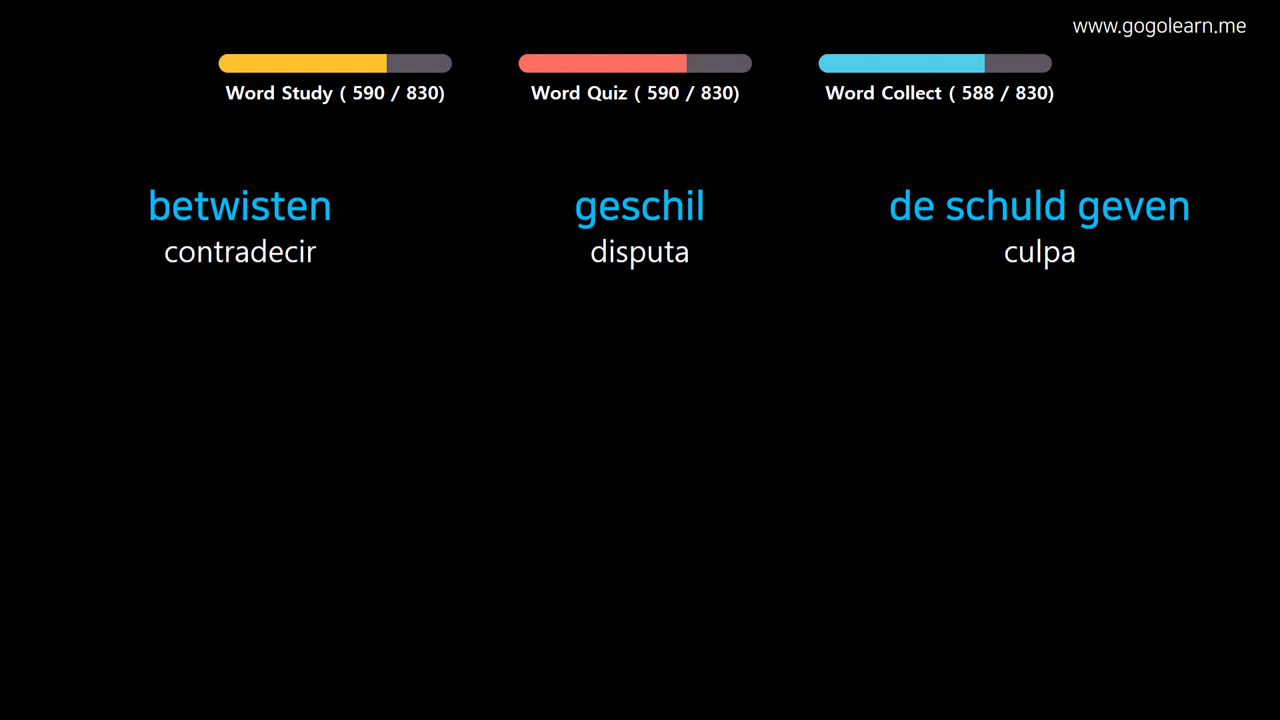 www.gogolearn.me
Word Study ( 590 / 830)
Word Quiz ( 590 / 830)
Word Collect ( 588 / 830)
betwisten
contradecir
geschil
disputa
de schuld geven
culpa